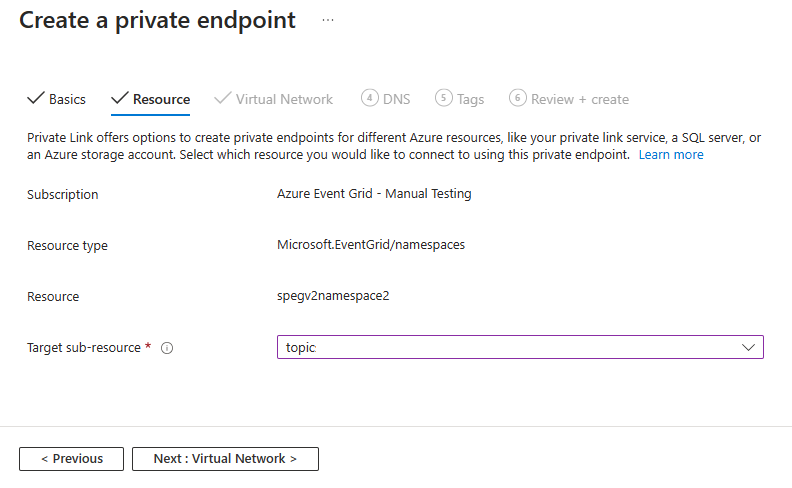 Create a private endpoint ...
Basics Resource Virtual Network 4 DNS 5 Tags 6 Review + create
Private Link offers options to create private endpoints for different Azure resources, like your private link service, a SQL server, or
an Azure storage account. Select which resource you would like to connect to using this private endpoint. Learn more
Subscription Azure Event Grid - Manual Testing
Resource type Microsoft.EventGrid/namespaces
Resource spegv2namespace2
Target sub-resource * topic
< Previous Next : Virtual Network >